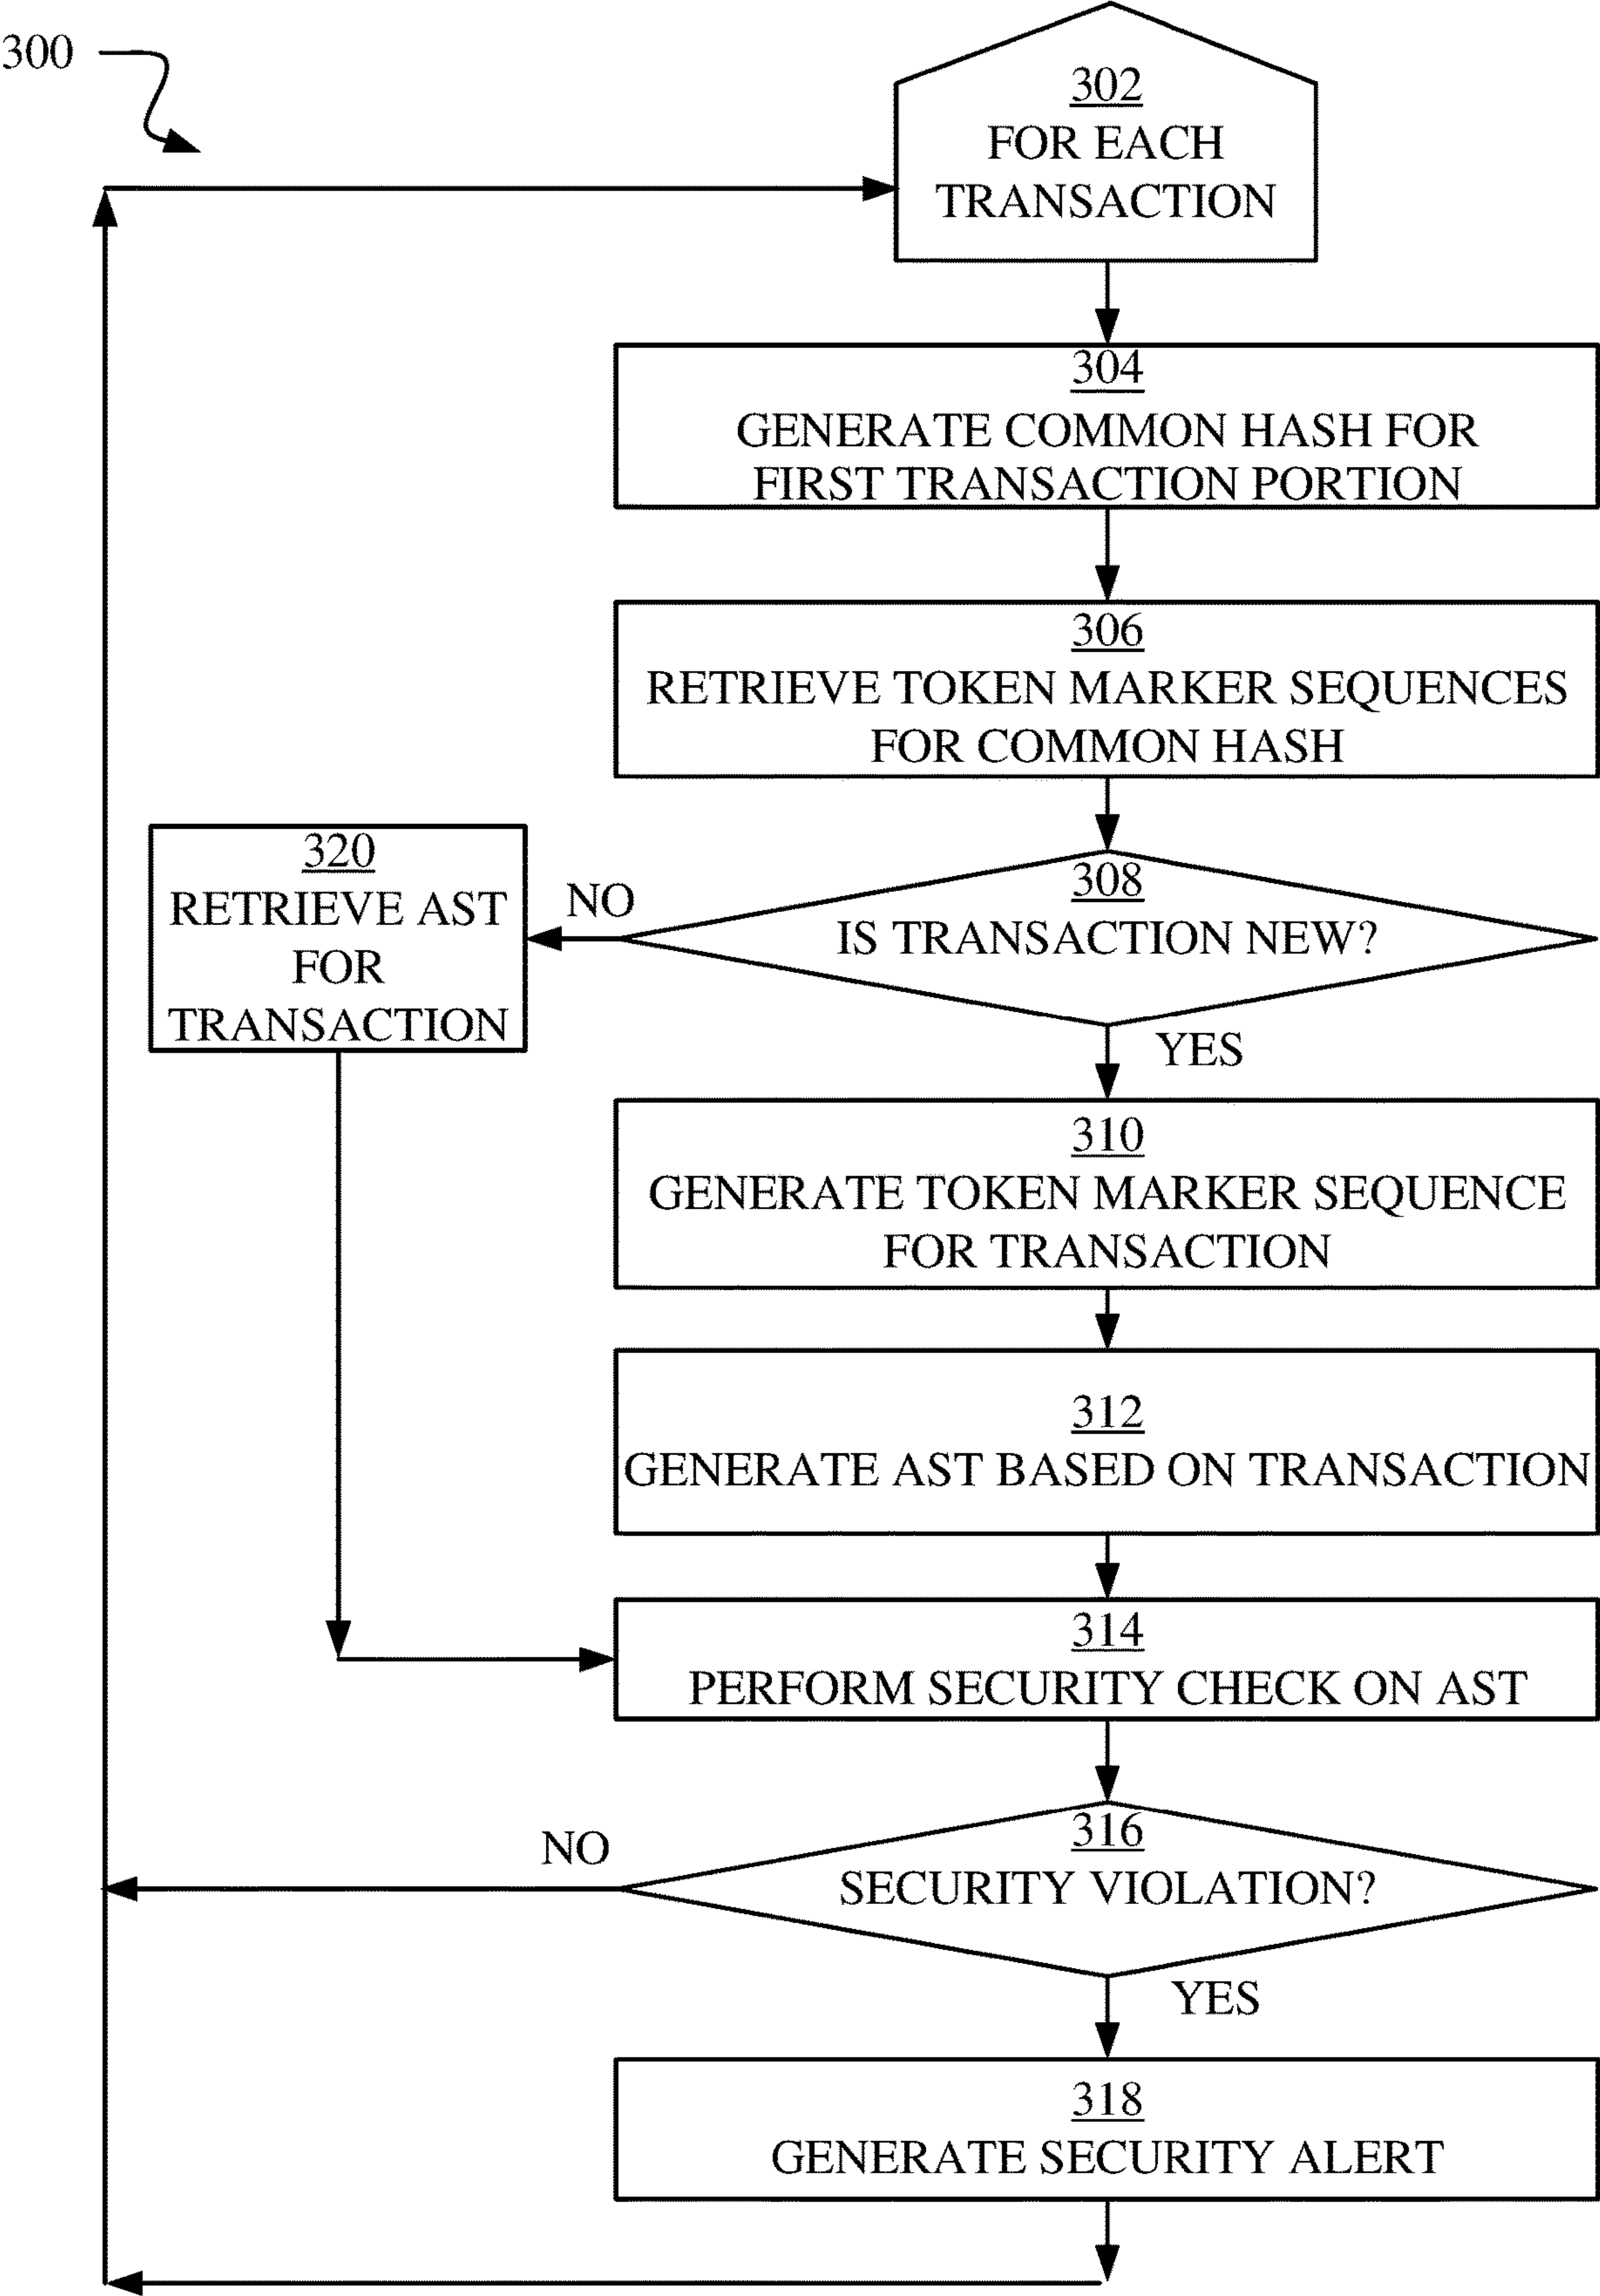 300
302
FOR EACH
TRANSACTION
304
GENERATE COMMON HASH FOR
FIRST TRANSACTION PORTION
306
RETRIEVE TOKEN MARKER SEQUENCES
FOR COMMON HASH
308
IS TRANSACTION NEW?
NO
320
RETRIEVE AST
FOR
TRANSACTION
YES
310
GENERATE TOKEN MARKER SEQUENCE
FOR TRANSACTION
312
GENERATE AST BASED ON TRANSACTION
314
PERFORM SECURITY CHECK ON AST
316
SECURITY VIOLATION?
NO
YES
318
GENERATE SECURITY ALERT